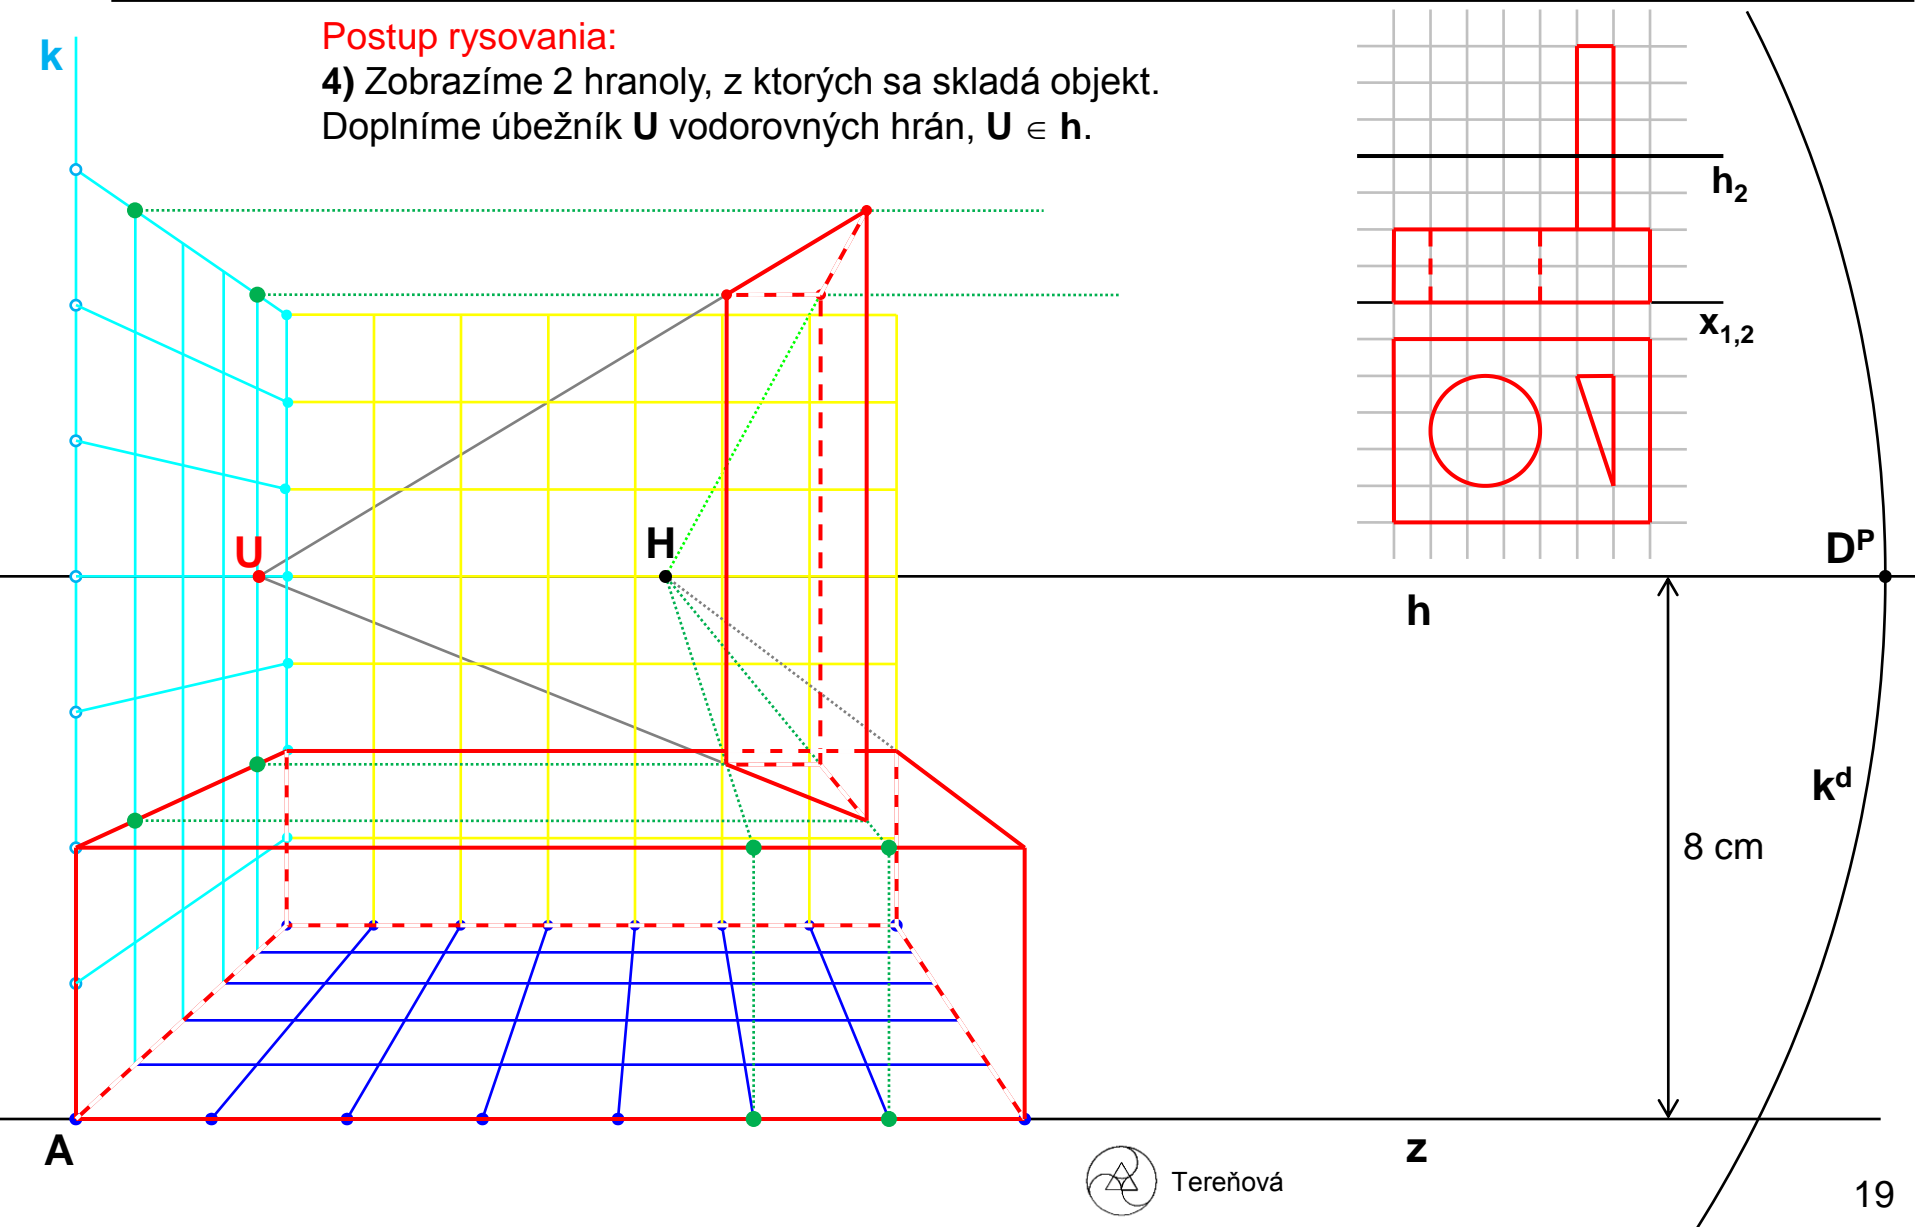 Postup rysovania:
k
4) Zobrazíme 2 hranoly, z ktorých sa skladá objekt.
Doplníme úbežník U vodorovných hrán, U ∈ h.
h2
x1,2
U
H
DP
h
kd
8 cm
A
z
Tereňová
19